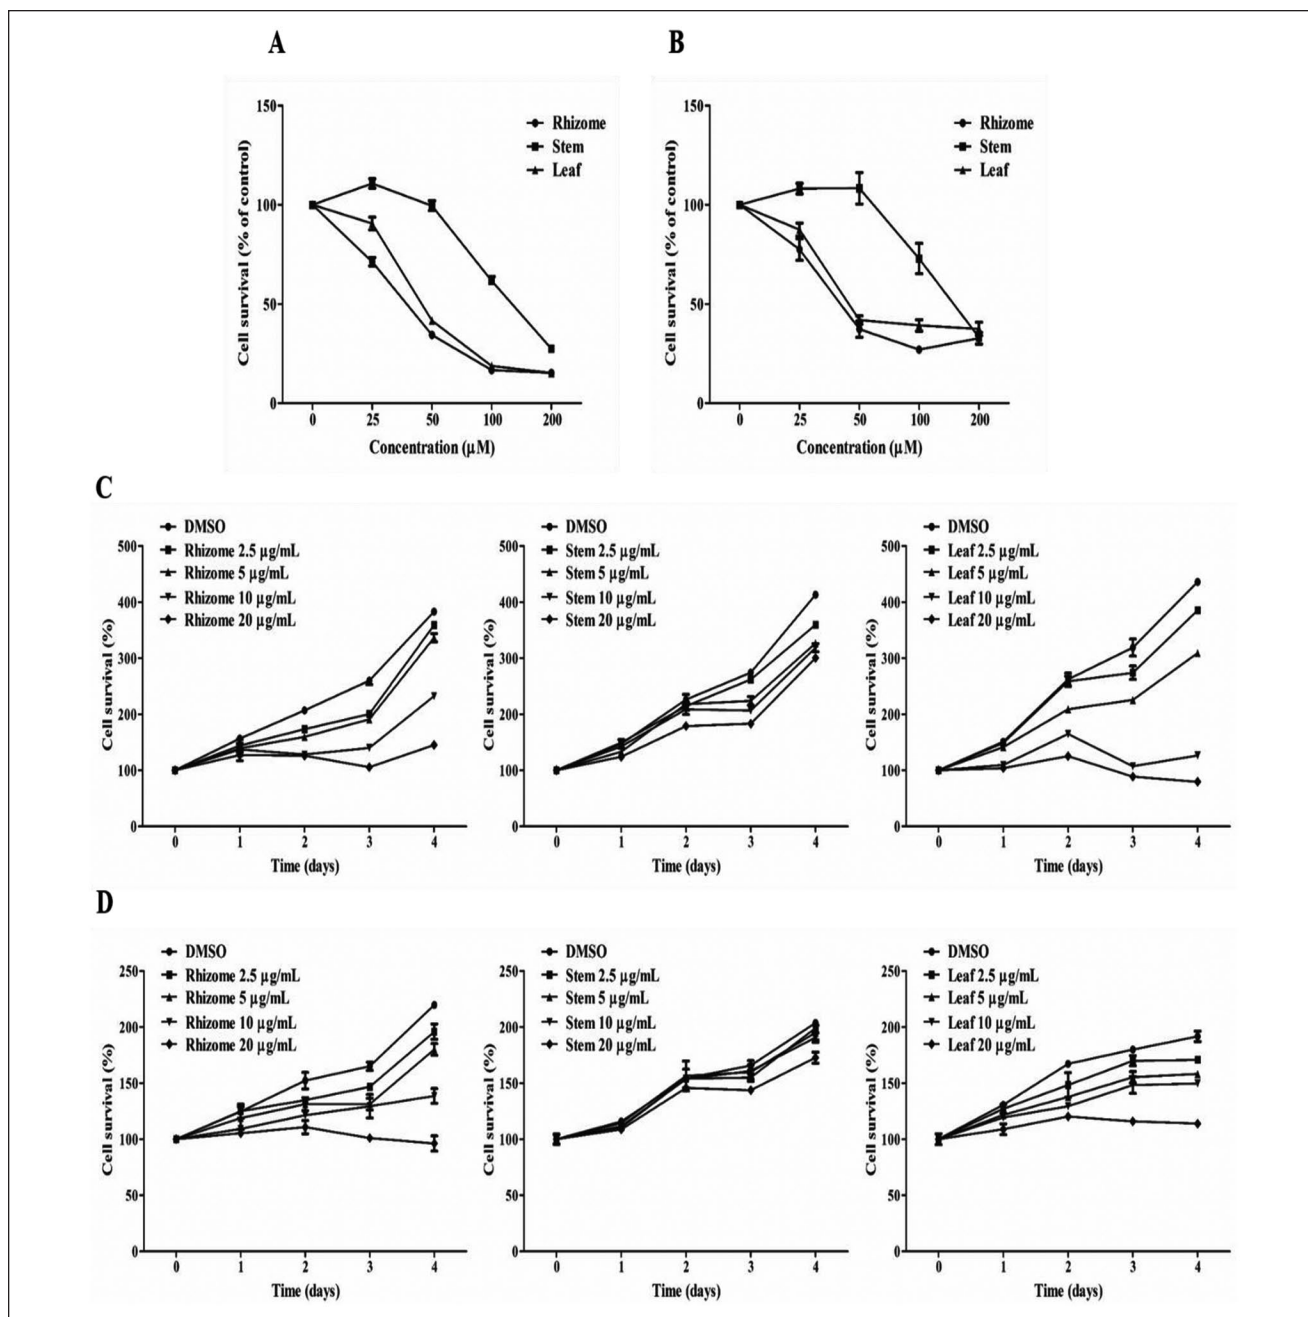 A
Cell survival (% of control)
150
100
50
0
Rhizome
Stem
Leaf
0 25 50 100 200
Concentration (µM)
B
Cell survival (% of control)
150
100
50
0
Rhizome
Stem
Leaf
0 25 50 100 200
Concentration (µM)
C
DMSO
Rhizome 2.5 µg/mL
Rhizome 5 µg/mL
Rhizome 10 µg/mL
Rhizome 20 µg/mL
Cell survival (%)
500
400
300
200
100
0
0 1 2 3 4
Time (days)
DMSO
Stem 2.5 µg/mL
Stem 5 µg/mL
Stem 10 µg/mL
Stem 20 µg/mL
Cell survival (%)
500
400
300
200
100
0
0 1 2 3 4
Time (days)
DMSO
Leaf 2.5 µg/mL
Leaf 5 µg/mL
Leaf 10 µg/mL
Leaf 20 µg/mL
Cell survival (%)
500
400
300
200
100
0
0 1 2 3 4
Time (days)
D
DMSO
Rhizome 2.5 µg/mL
Rhizome 5 µg/mL
Rhizome 10 µg/mL
Rhizome 20 µg/mL
Cell survival (%)
250
200
150
100
50
0
0 1 2 3 4
Time (days)
DMSO
Stem 2.5 µg/mL
Stem 5 µg/mL
Stem 10 µg/mL
Stem 20 µg/mL
Cell survival (%)
250
200
150
100
50
0
0 1 2 3 4
Time (days)
DMSO
Leaf 2.5 µg/mL
Leaf 5 µg/mL
Leaf 10 µg/mL
Leaf 20 µg/mL
Cell survival (%)
250
200
150
100
50
0
0 1 2 3 4
Time (days)